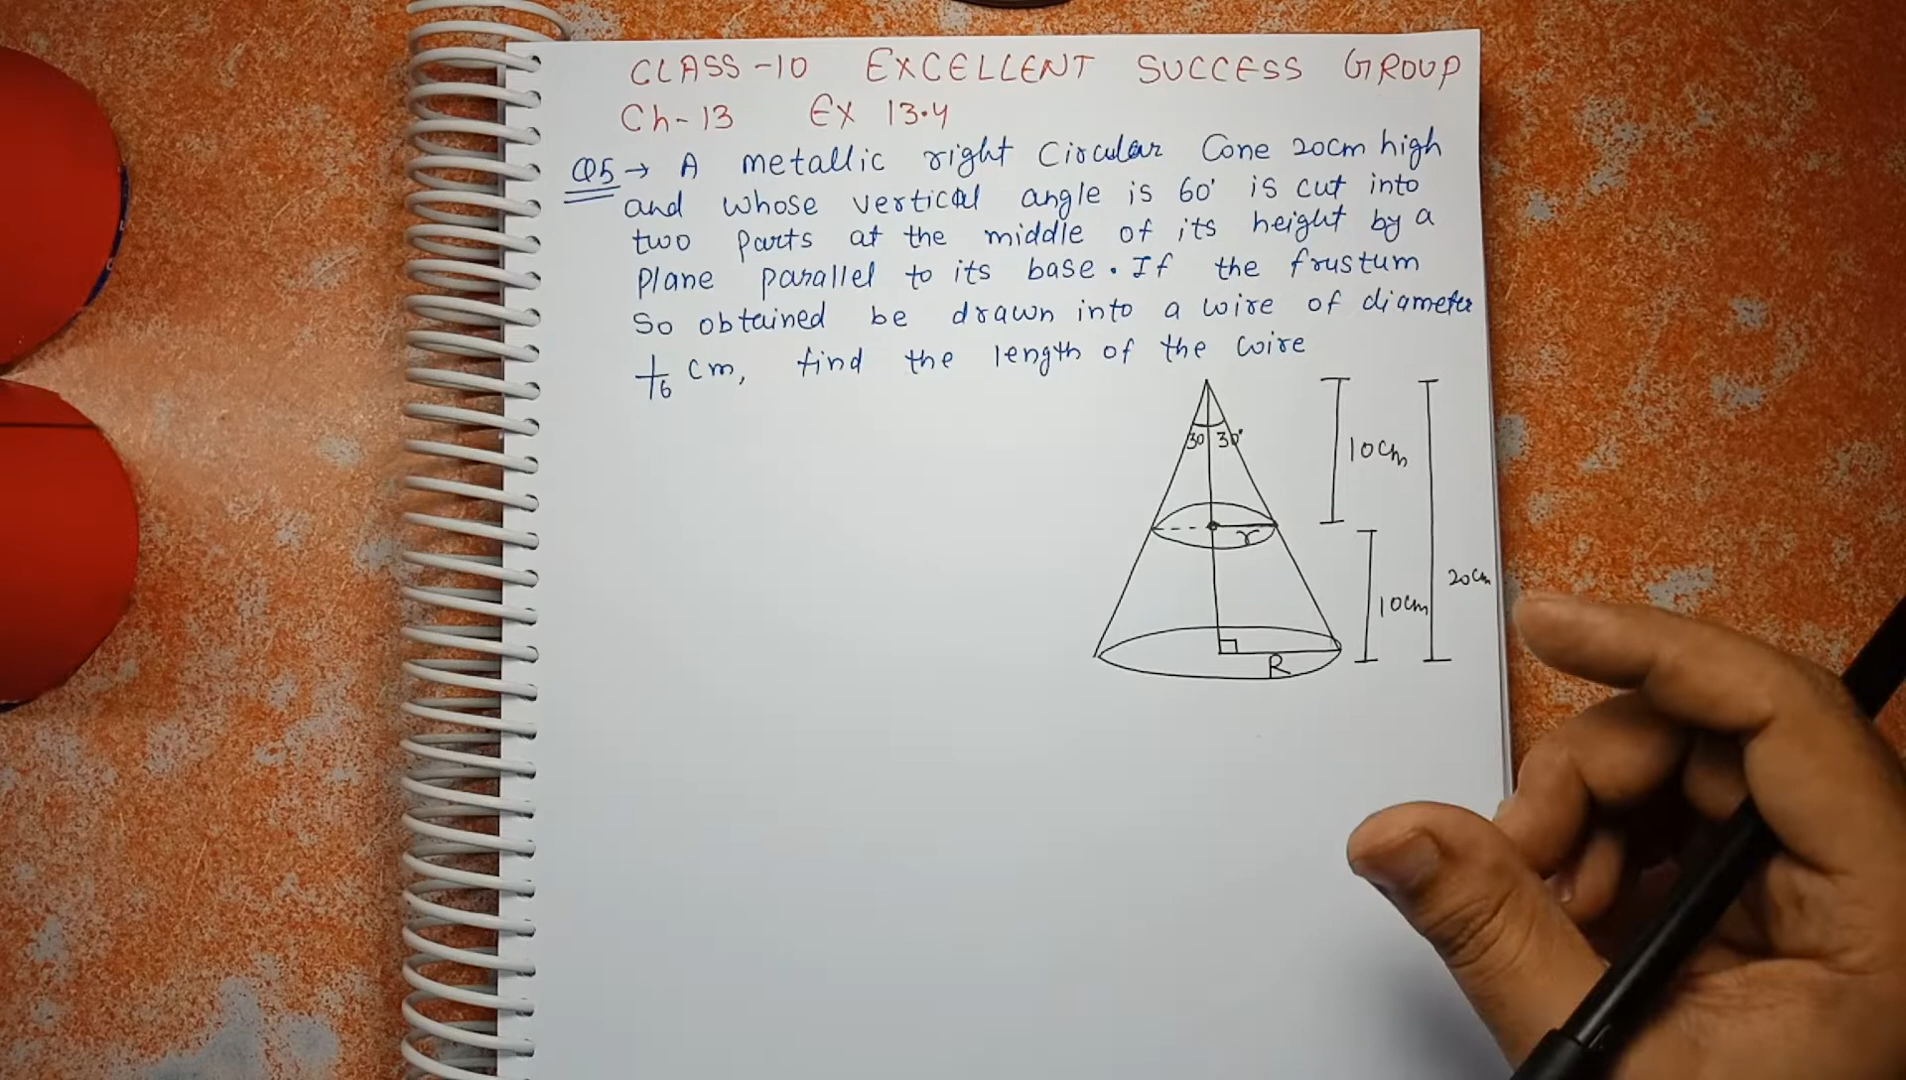 CLASS-10 EXCELLENT SUCCESS GROUP
Ch-13 Ex 13.4
Q5→ A metallic right Circular Cone 20cm high
and whose vertical angle is 60° is cut into
two parts at the middle of its height by a
Plane parallel to its base. If the frustum
So obtained be drawn into a wire of diameter
1/16 cm, find the length of the wire
30 30°
10cm
r
20cm
10cm
R